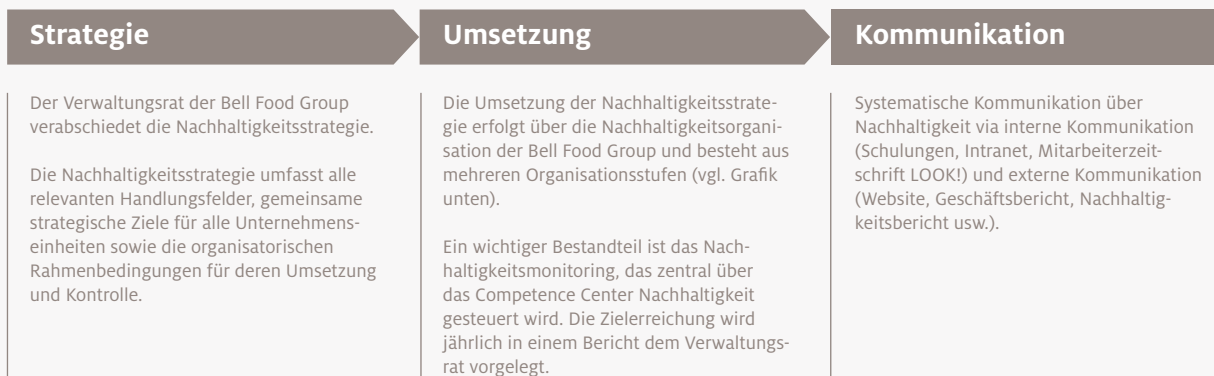 Strategie
Der Verwaltungsrat der Bell Food Group
verabschiedet die Nachhaltigkeitsstrategie.
Die Nachhaltigkeitsstrategie umfasst alle
relevanten Handlungsfelder, gemeinsame
strategische Ziele für alle Unternehmens-
einheiten sowie die organisatorischen
Rahmenbedingungen für deren Umsetzung
und Kontrolle.
Umsetzung
Die Umsetzung der Nachhaltigkeitsstrate-
gie erfolgt über die Nachhaltigkeitsorgani-
sation der Bell Food Group und besteht aus
mehreren Organisationsstufen (vgl. Grafik
unten).
Ein wichtiger Bestandteil ist das Nach-
haltigkeitsmonitoring, das zentral über
das Competence Center Nachhaltigkeit
gesteuert wird. Die Zielerreichung wird
jährlich in einem Bericht dem Verwaltungs-
rat vorgelegt.
Kommunikation
Systematische Kommunikation über
Nachhaltigkeit via interne Kommunikation
(Schulungen, Intranet, Mitarbeiterzeit-
schrift LOOK!) und externe Kommunikation
(Website, Geschäftsbericht, Nachhaltig-
keitsbericht usw.).